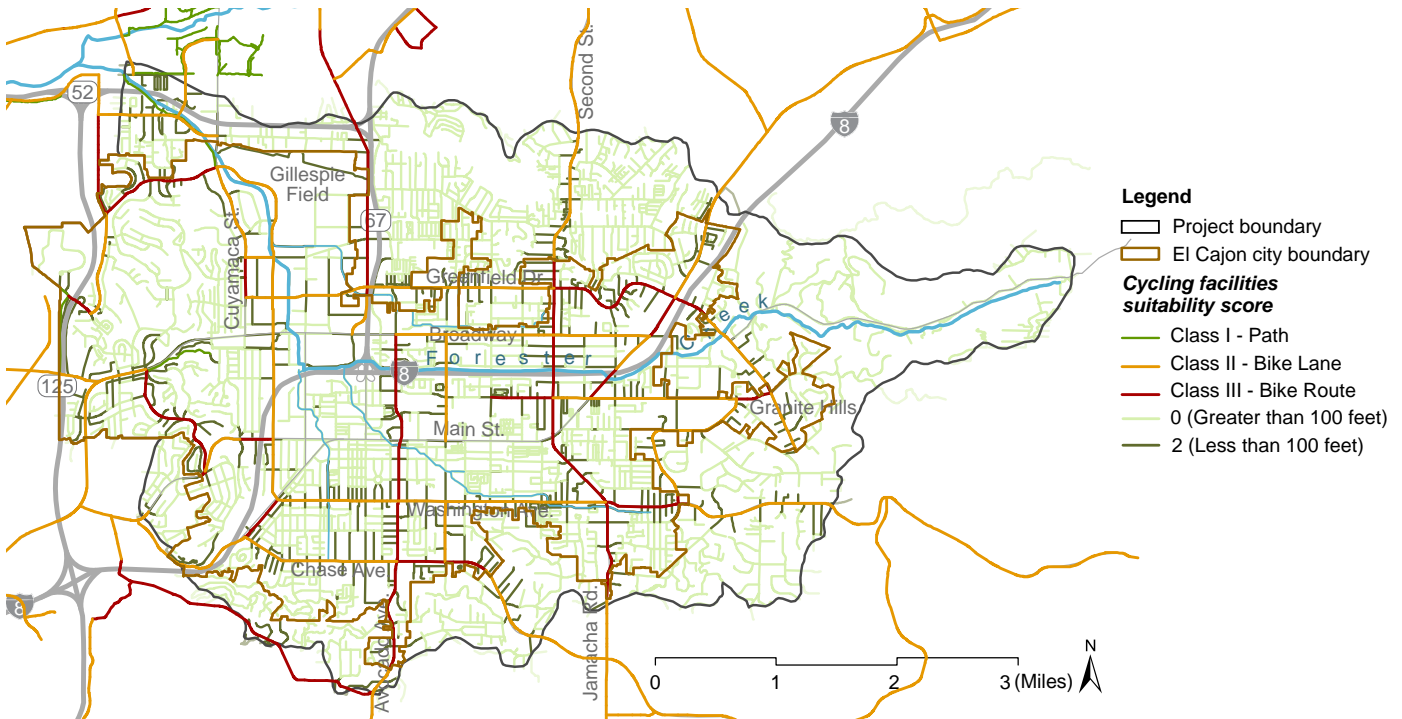 Second St.
52
8
Gillespie
Field
67
Cuyamaca St.
Greenfield Dr.
Creek
Broadway
Forester
125
8
Granite Hills
Main St.
Washington Ave.
Chase Ave.
8
Avocado Ave.
Jamacha Rd.
Legend
Project boundary
El Cajon city boundary
Cycling facilities
suitability score
Class I - Path
Class II - Bike Lane
Class III - Bike Route
0 (Greater than 100 feet)
2 (Less than 100 feet)
N
0 1 2 3 (Miles)